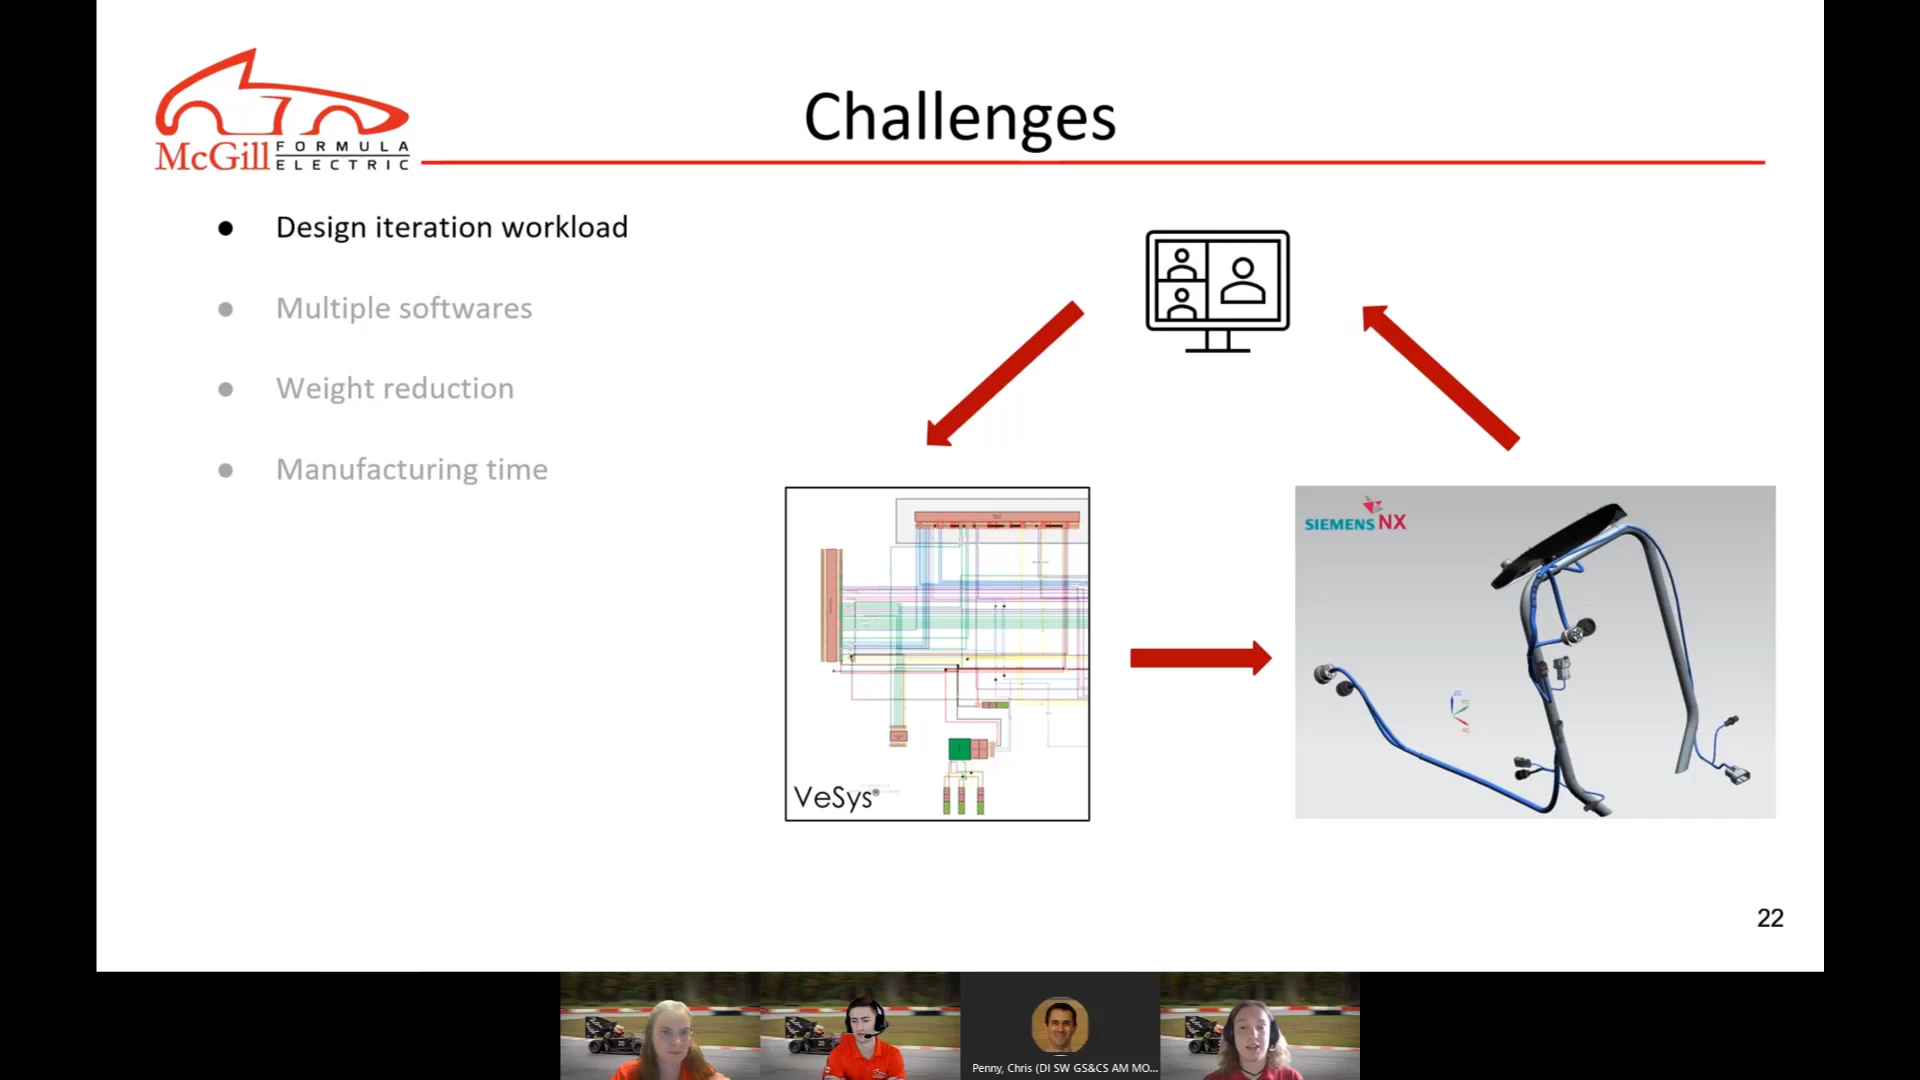 McGill FORMULA
ELECTRIC
Challenges
● Design iteration workload
● Multiple softwares
● Weight reduction
● Manufacturing time
SIEMENS NX
VeSys®
22
Penny, Chris (DI SW GS&CS AM MO...